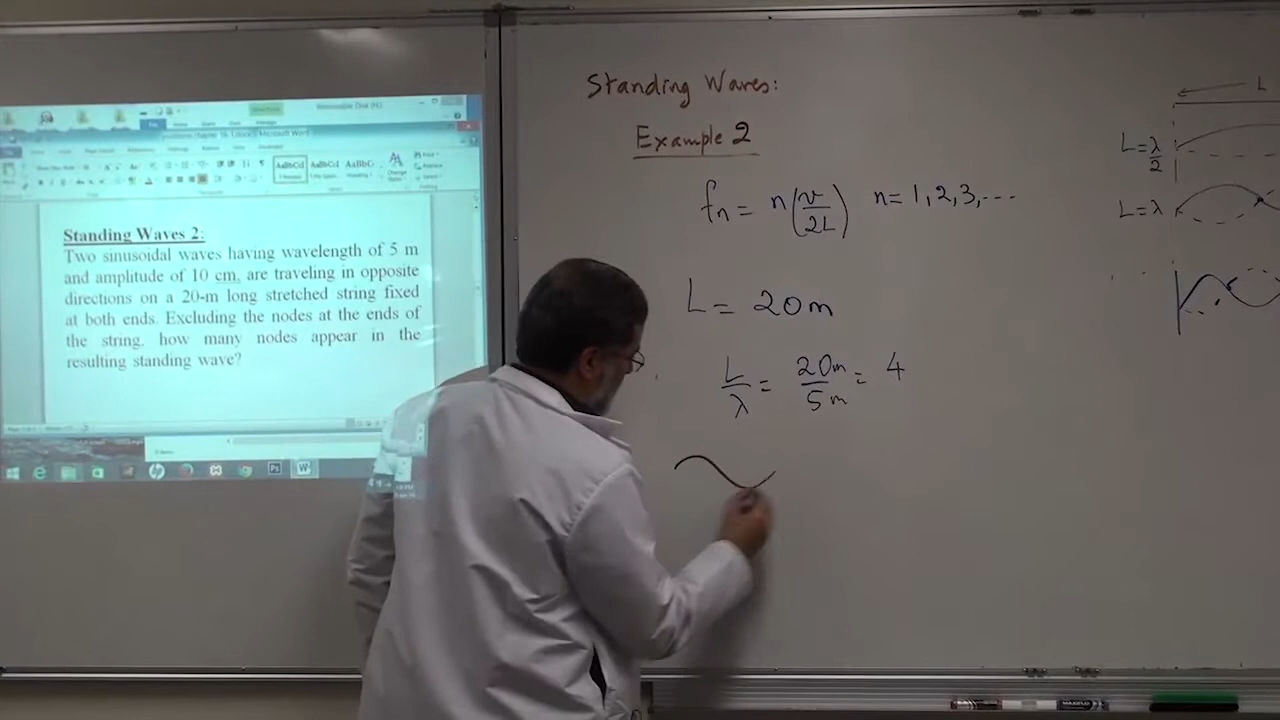 Standing Waves 2:
Two sinusoidal waves having wavelength of 5 m
and amplitude of 10 cm, are traveling in opposite
directions on a 20-m long stretched string fixed
at both ends. Excluding the nodes at the ends of
the string, how many nodes appear in the
resulting standing wave?
AaBbCcI AaBbCcI AaBbC
Standing Waves:
Example 2
fn = n(v/2L) n = 1, 2, 3, ...
L = 20m
L/λ = 20m/5m = 4
L
L = λ/2
L = λ